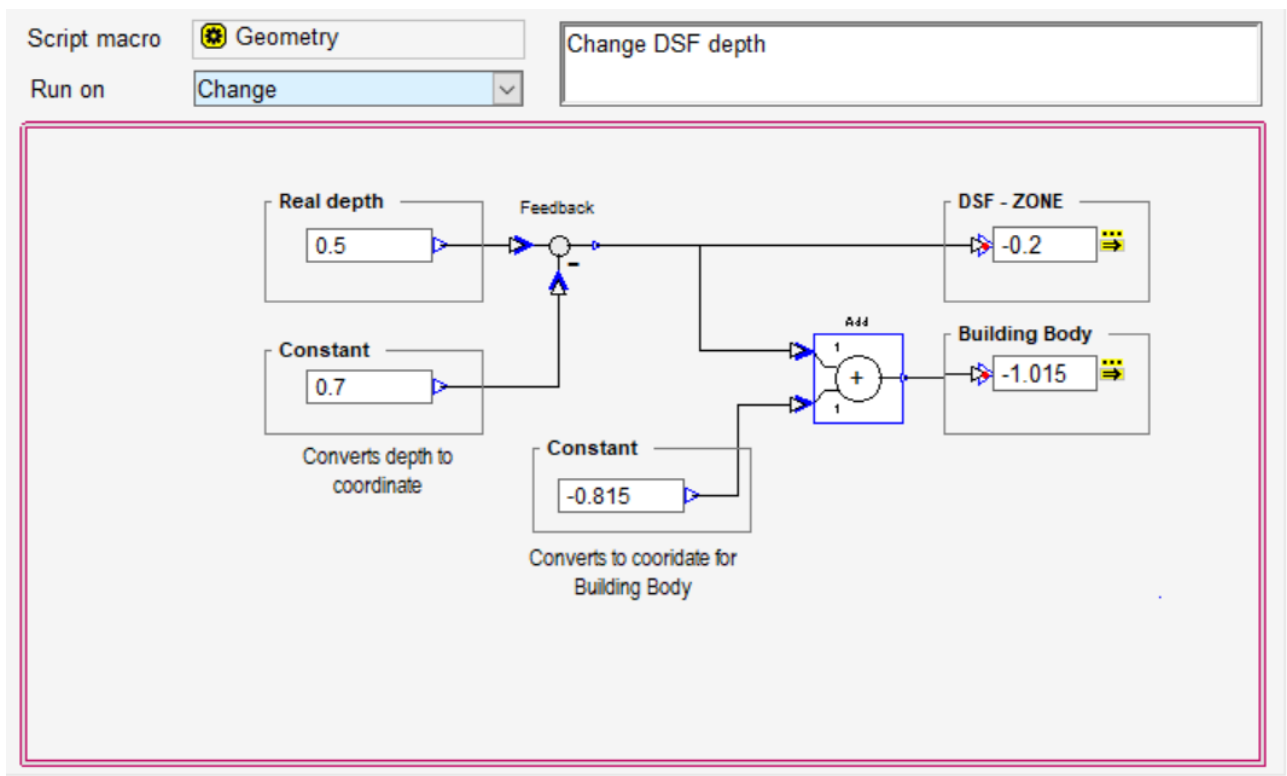 Script macro
Geometry
Change DSF depth
Run on
Change
Real depth
0.5
Feedback
-
DSF - ZONE
-0.2
Constant
0.7
Converts depth to
coordinate
Add
1
+
1
Building Body
-1.015
Constant
-0.815
Converts to cooridate for
Building Body